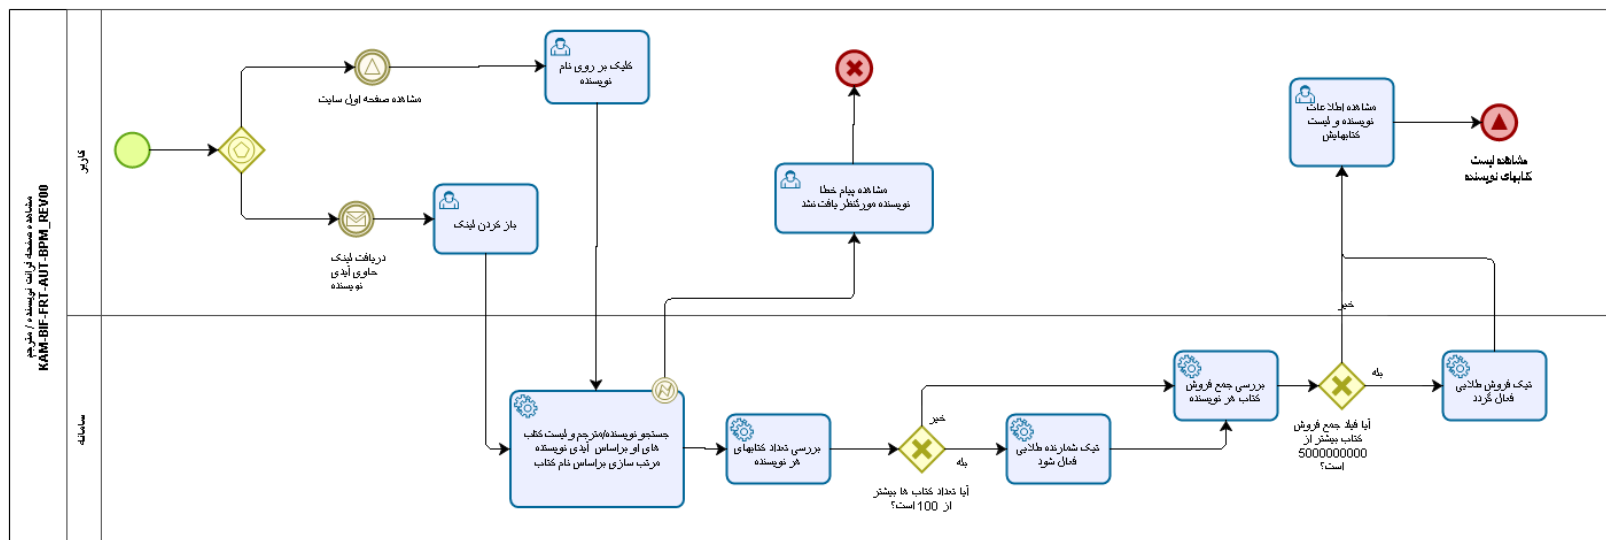 مشاهده صفحه فرانت نویسنده / مترجم
KAM-BIF-FRT-AUT-BPM_REV00
کاربر
مشاهده صفحه اول سایت
کلیک بر روی نام
نویسنده
دریافت لینک
حاوی آیدی
نویسنده
باز کردن لینک
مشاهده پیام خطا
نویسنده موردنظر یافت نشد
مشاهده اطلاعات
نویسنده و لیست
کتابهایش
مشاهده لیست
کتابهای نویسنده
سامانه
جستجو نویسنده/مترجم و لیست کتاب
های او براساس آیدی نویسنده
مرتب سازی براساس نام کتاب
بررسی تعداد کتابهای
هر نویسنده
آیا تعداد کتاب ها بیشتر
از 100 است؟
خیر
بله
تیک شمارنده طلایی
فعال شود
بررسی جمع فروش
کتاب هر نویسنده
آیا فیلد جمع فروش
کتاب بیشتر از
5000000000
است؟
خیر
بله
تیک فروش طلایی
فعال گردد